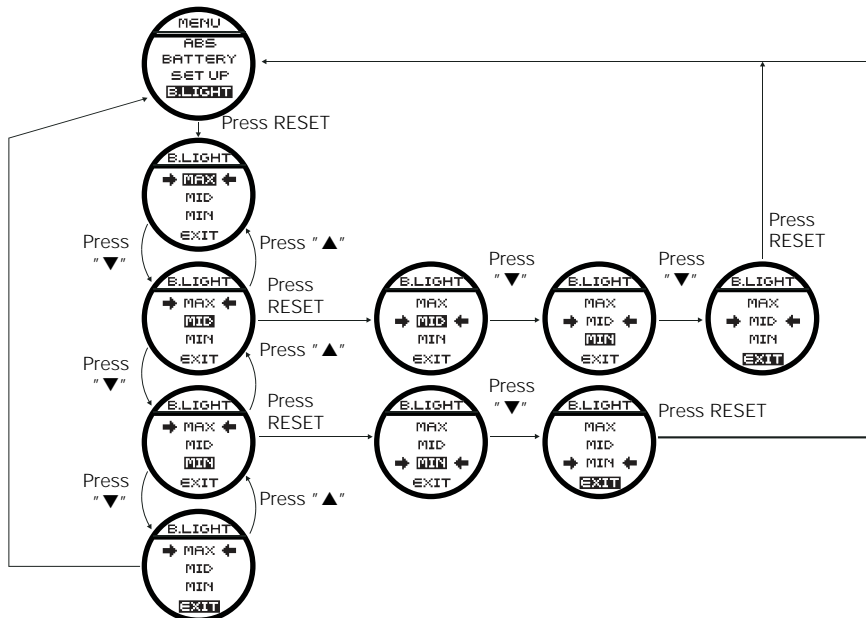 MENU
ABS
BATTERY
SET UP
B.LIGHT
Press RESET
B.LIGHT
MAX
MID
MIN
EXIT
Press
"▼"
Press "▲"
Press
RESET
B.LIGHT
MAX
MID
MIN
EXIT
Press
RESET
B.LIGHT
MAX
MID
MIN
EXIT
Press
"▼"
B.LIGHT
MAX
MID
MIN
EXIT
Press
"▼"
B.LIGHT
MAX
MID
MIN
EXIT
Press
"▼"
Press "▲"
B.LIGHT
MAX
MID
MIN
EXIT
Press
RESET
B.LIGHT
MAX
MID
MIN
EXIT
Press
"▼"
B.LIGHT
MAX
MID
MIN
EXIT
Press RESET
Press
"▼"
Press "▲"
B.LIGHT
MAX
MID
MIN
EXIT